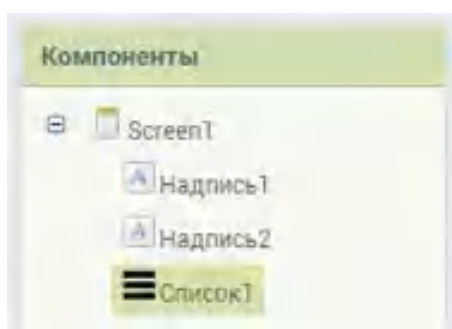 Компоненты
Screen1
Надпись1
Надпись2
Список1